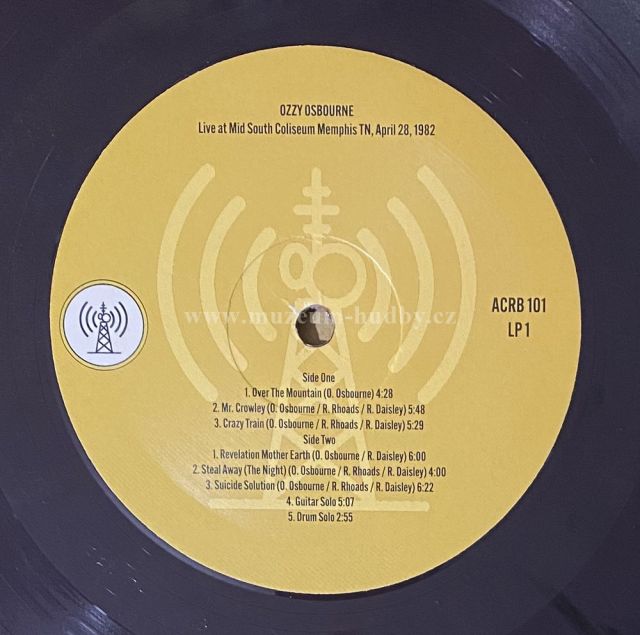 OZZY OSBOURNE
Live at Mid South Coliseum Memphis TN, April 28, 1982
ACRB 101
LP 1
www.muzeum-hudby.cz
Side One
1. Over The Mountain (O. Osbourne) 4:28
2. Mr. Crowley (O. Osbourne / R. Rhoads / R. Daisley) 5:48
3. Crazy Train (O. Osbourne / R. Rhoads / R. Daisley) 5:29
Side Two
1. Revelation Mother Earth (O. Osbourne / R. Rhoads / R. Daisley) 6:00
2. Steal Away (The Night) (O. Osbourne / R. Rhoads / R. Daisley) 4:00
3. Suicide Solution (O. Osbourne / R. Rhoads / R. Daisley) 6:22
4. Guitar Solo 5:07
5. Drum Solo 2:55